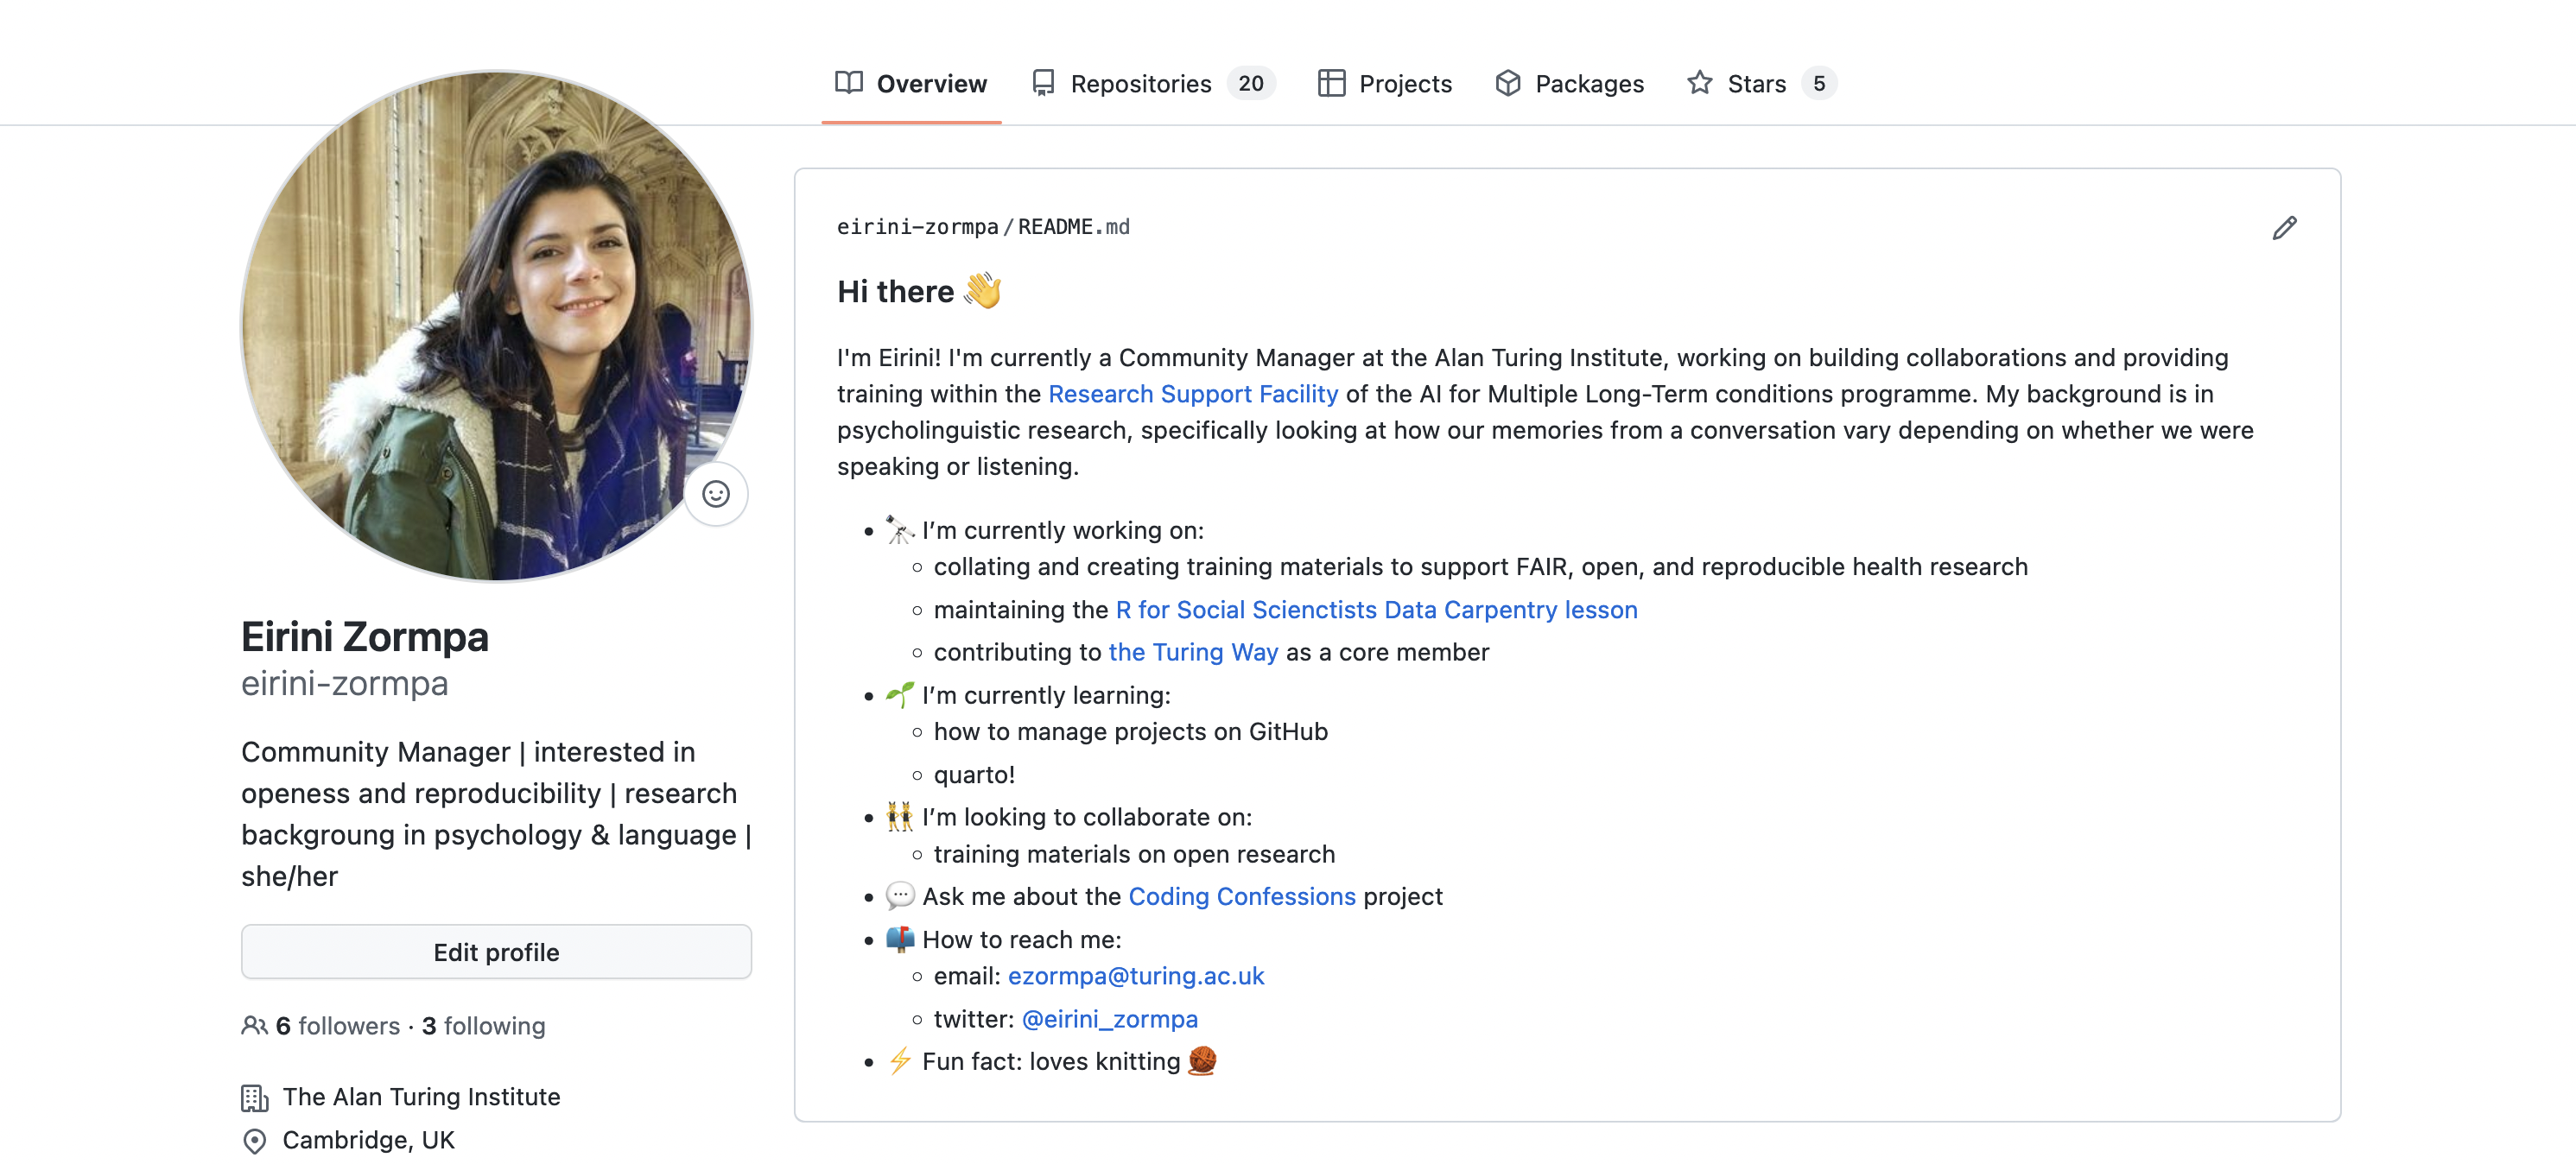 Overview Repositories 20 Projects Packages Stars 5
eirini-zormpa/README.md
Hi there 👋
I'm Eirini! I'm currently a Community Manager at the Alan Turing Institute, working on building collaborations and providing
training within the Research Support Facility of the AI for Multiple Long-Term conditions programme. My background is in
psycholinguistic research, specifically looking at how our memories from a conversation vary depending on whether we were
speaking or listening.
🔭 I’m currently working on:
collating and creating training materials to support FAIR, open, and reproducible health research
maintaining the R for Social Scienctists Data Carpentry lesson
contributing to the Turing Way as a core member
🌱 I’m currently learning:
how to manage projects on GitHub
quarto!
👯 I’m looking to collaborate on:
training materials on open research
💬 Ask me about the Coding Confessions project
📫 How to reach me:
email: ezormpa@turing.ac.uk
twitter: @eirini_zormpa
⚡ Fun fact: loves knitting 🧶
Eirini Zormpa
eirini-zormpa
Community Manager | interested in
openess and reproducibility | research
backgroung in psychology & language |
she/her
Edit profile
6 followers · 3 following
The Alan Turing Institute
Cambridge, UK